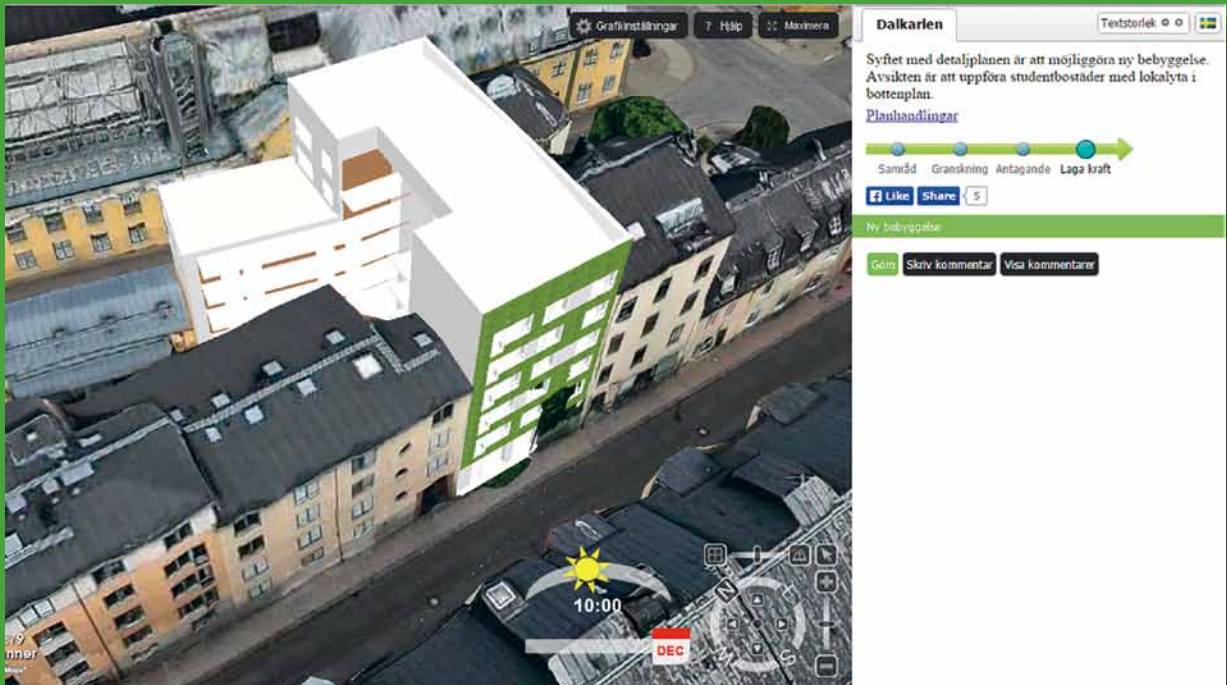 Grafikinställningar
? Hjälp
Maximera
Dalkarlen
Textstorlek
Syftet med detaljplanen är att möjliggöra ny bebyggelse.
Avsikten är att uppföra studentbostäder med lokalyta i
bottenplan.
Planhandlingar
Samråd Granskning Antagande Laga kraft
Like Share 5
Ny bebyggelse
Göm Skriv kommentar Visa kommentarer
10:00
DEC
N
S